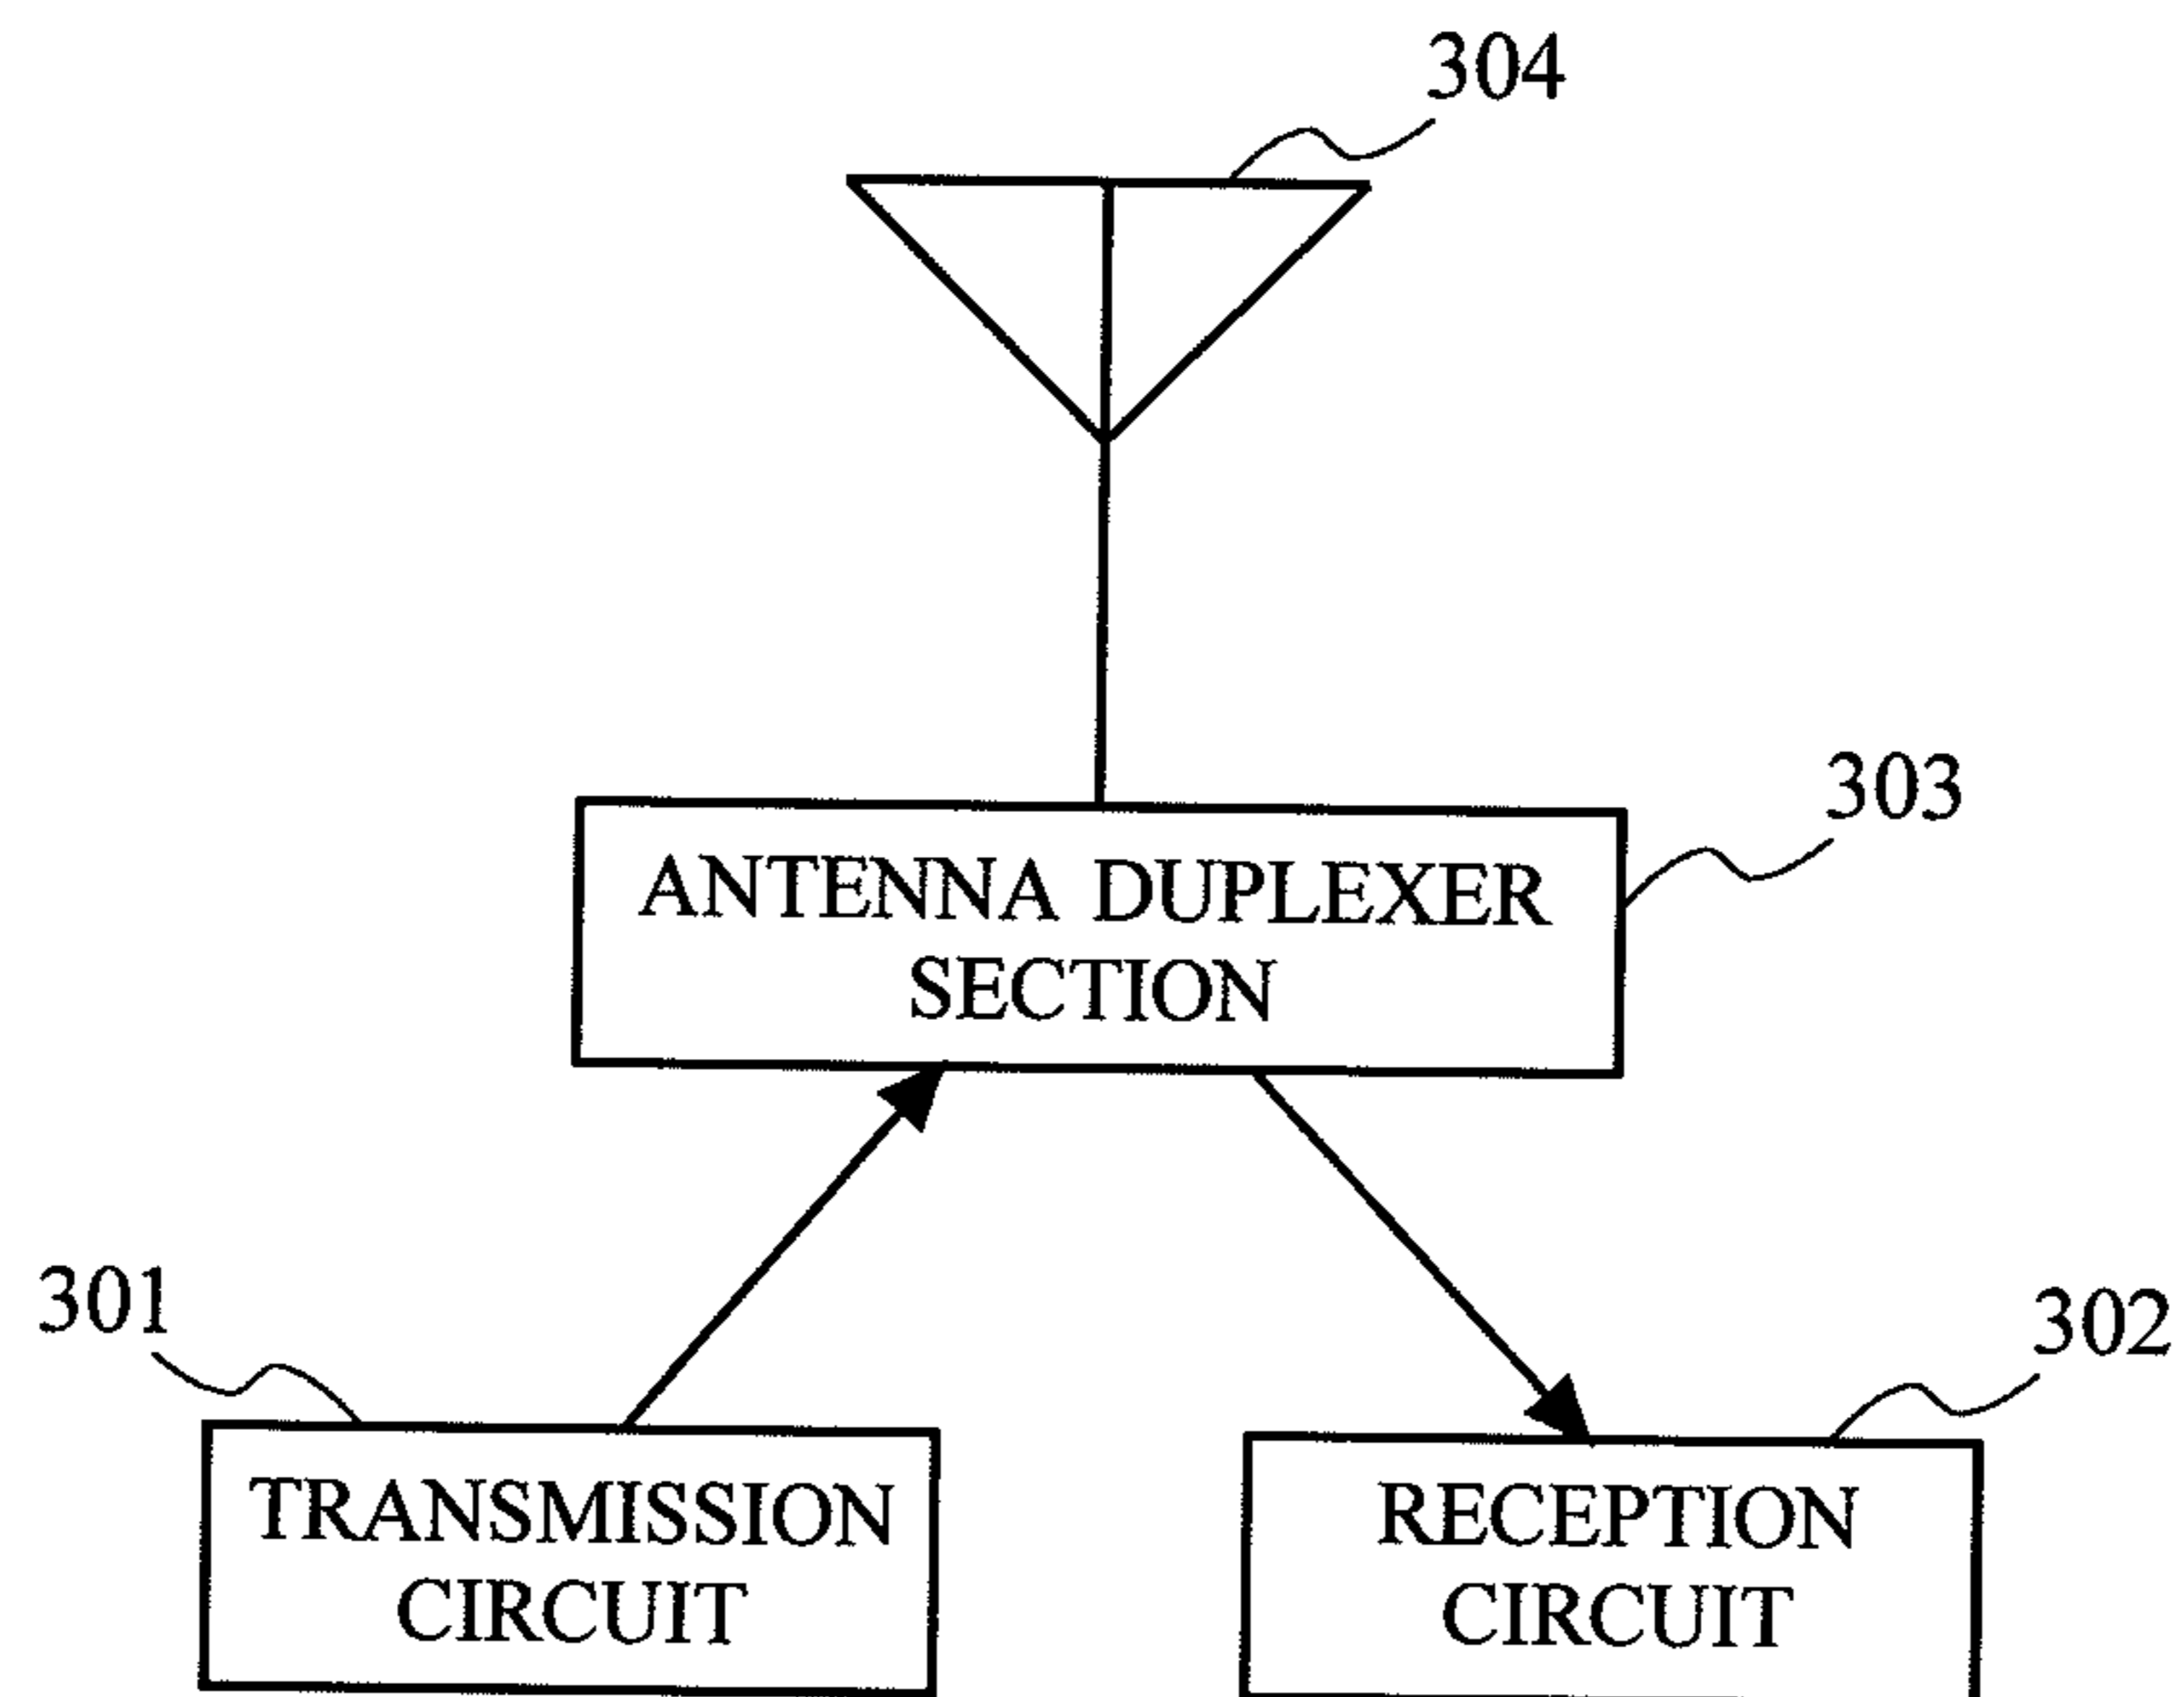 304
303
ANTENNA DUPLEXER
SECTION
301
302
TRANSMISSION
CIRCUIT
RECEPTION
CIRCUIT